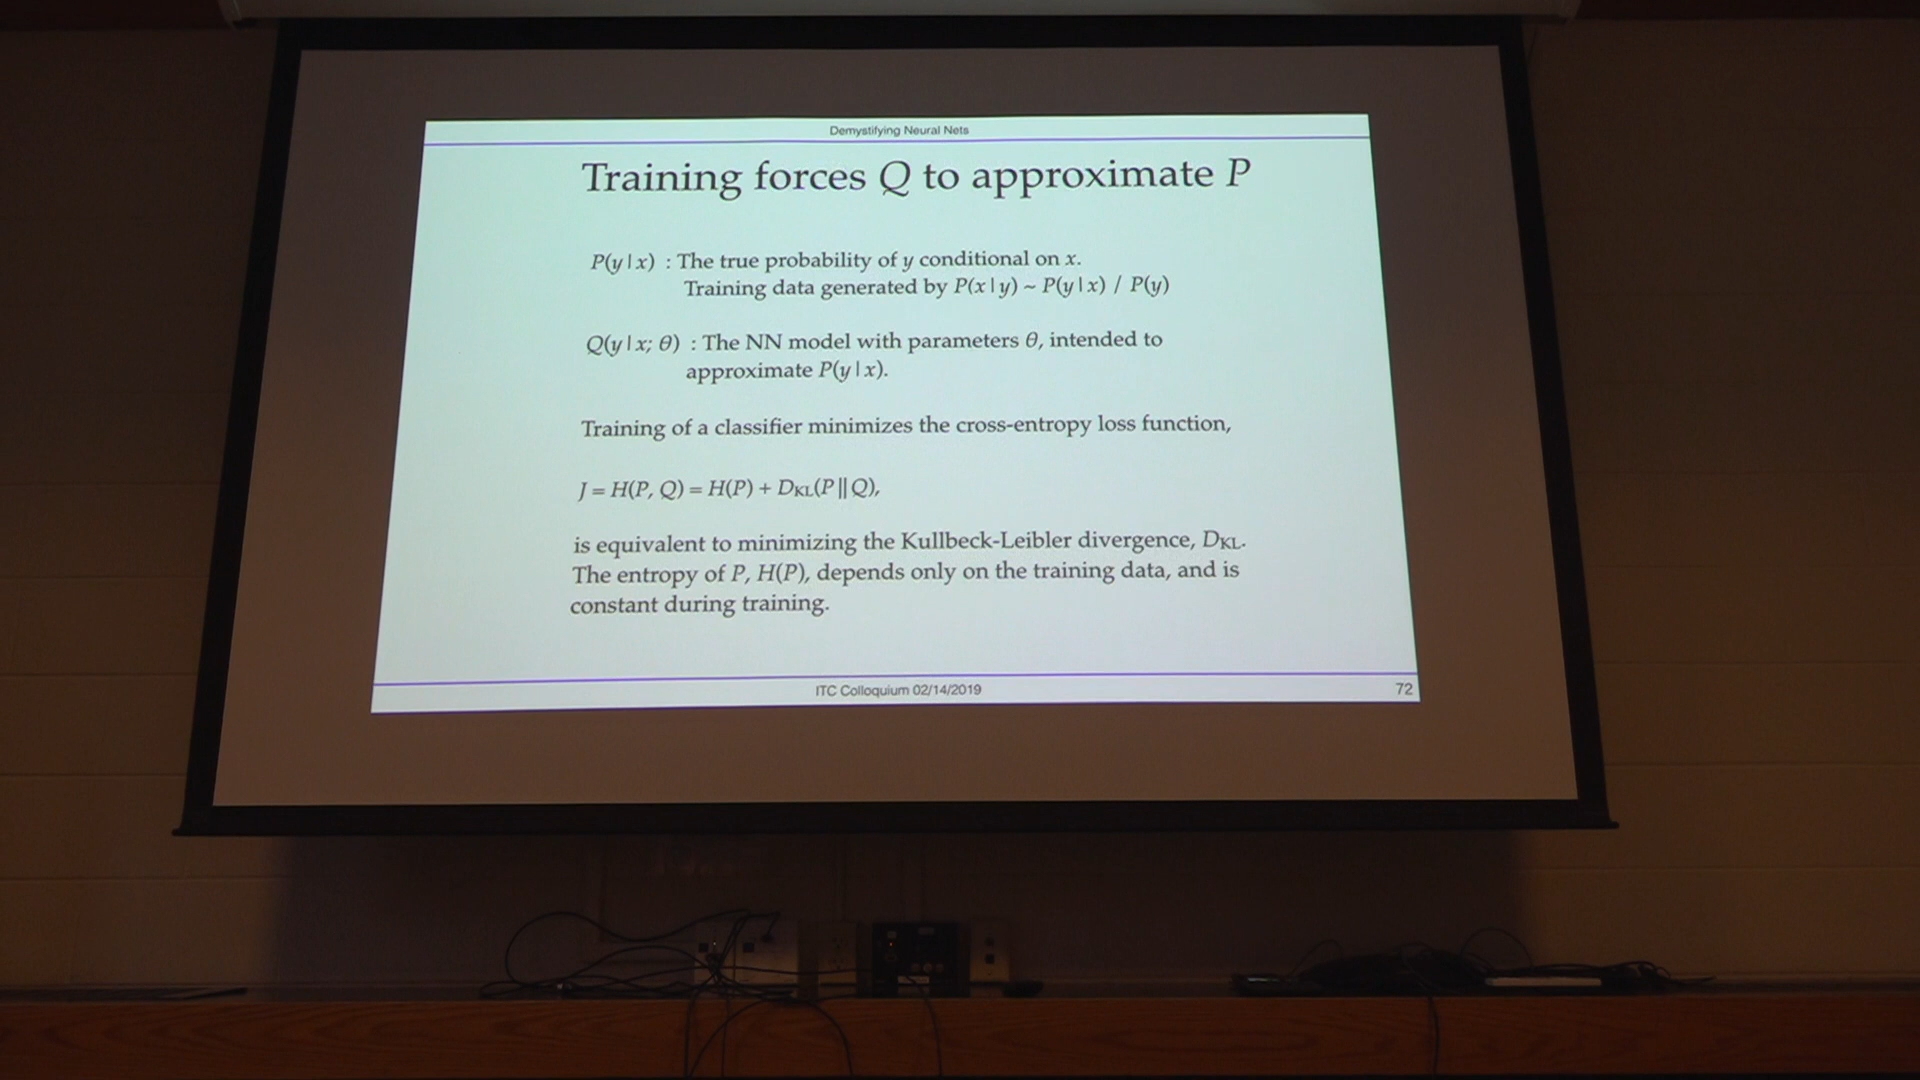 Demystifying Neural Nets
Training forces Q to approximate P
P(y|x) : The true probability of y conditional on x.
Training data generated by P(x|y) ~ P(y|x) / P(y)
Q(y|x; θ) : The NN model with parameters θ, intended to
approximate P(y|x).
Training of a classifier minimizes the cross-entropy loss function,
J = H(P, Q) = H(P) + DKL(P || Q),
is equivalent to minimizing the Kullbeck-Leibler divergence, DKL.
The entropy of P, H(P), depends only on the training data, and is
constant during training.
ITC Colloquium 02/14/2019
72